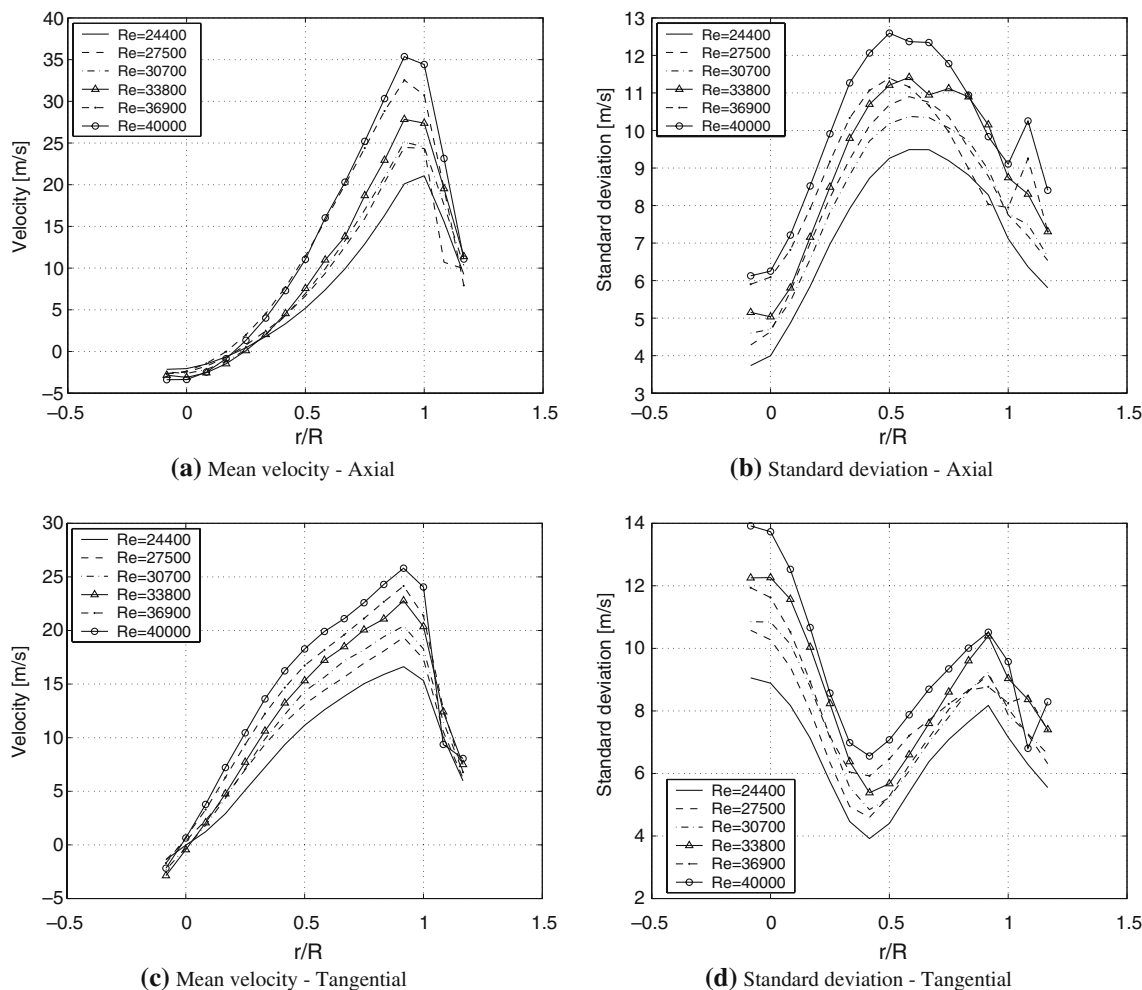 40
35
30
25
20
15
10
5
0
−5
−0.5
0
0.5
1
1.5
Velocity [m/s]
r/R
Re=24400
Re=27500
Re=30700
Re=33800
Re=36900
Re=40000
(a) Mean velocity - Axial
13
12
11
10
9
8
7
6
5
4
3
−0.5
0
0.5
1
1.5
Standard deviation [m/s]
r/R
Re=24400
Re=27500
Re=30700
Re=33800
Re=36900
Re=40000
(b) Standard deviation - Axial
30
25
20
15
10
5
0
−5
−0.5
0
0.5
1
1.5
Velocity [m/s]
r/R
Re=24400
Re=27500
Re=30700
Re=33800
Re=36900
Re=40000
(c) Mean velocity - Tangential
14
12
10
8
6
4
2
−0.5
0
0.5
1
1.5
Standard deviation [m/s]
r/R
Re=24400
Re=27500
Re=30700
Re=33800
Re=36900
Re=40000
(d) Standard deviation - Tangential